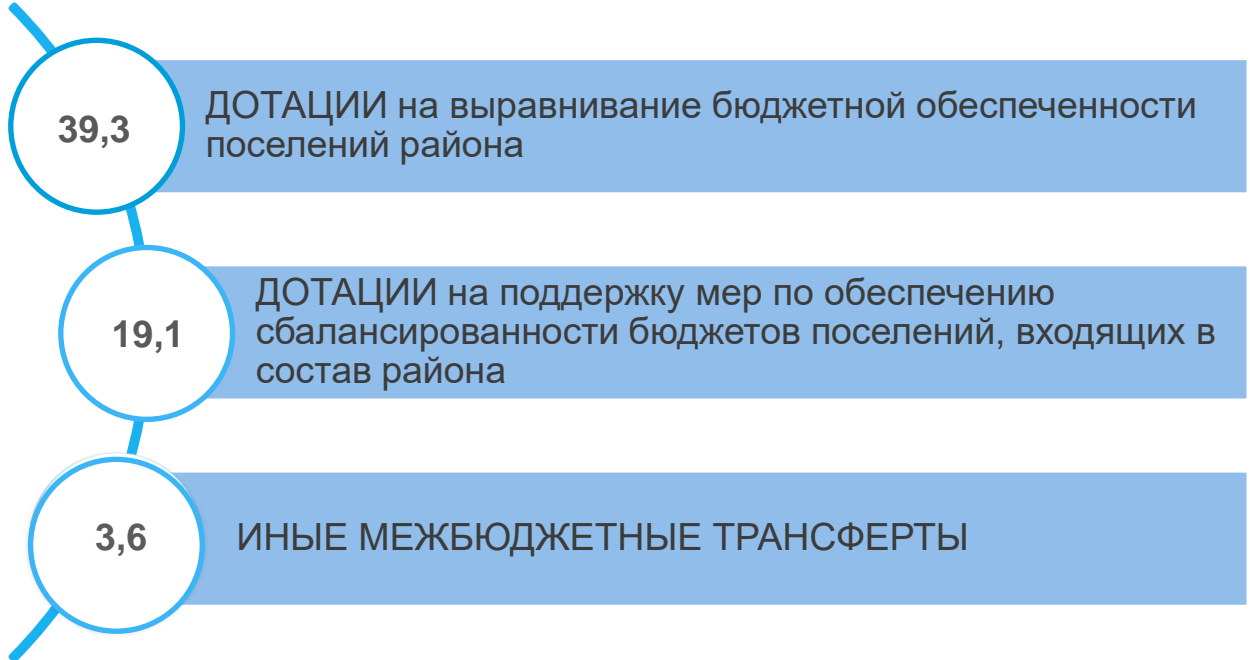 39,3
ДОТАЦИИ на выравнивание бюджетной обеспеченности
поселений района
19,1
ДОТАЦИИ на поддержку мер по обеспечению
сбалансированности бюджетов поселений, входящих в
состав района
3,6
ИНЫЕ МЕЖБЮДЖЕТНЫЕ ТРАНСФЕРТЫ